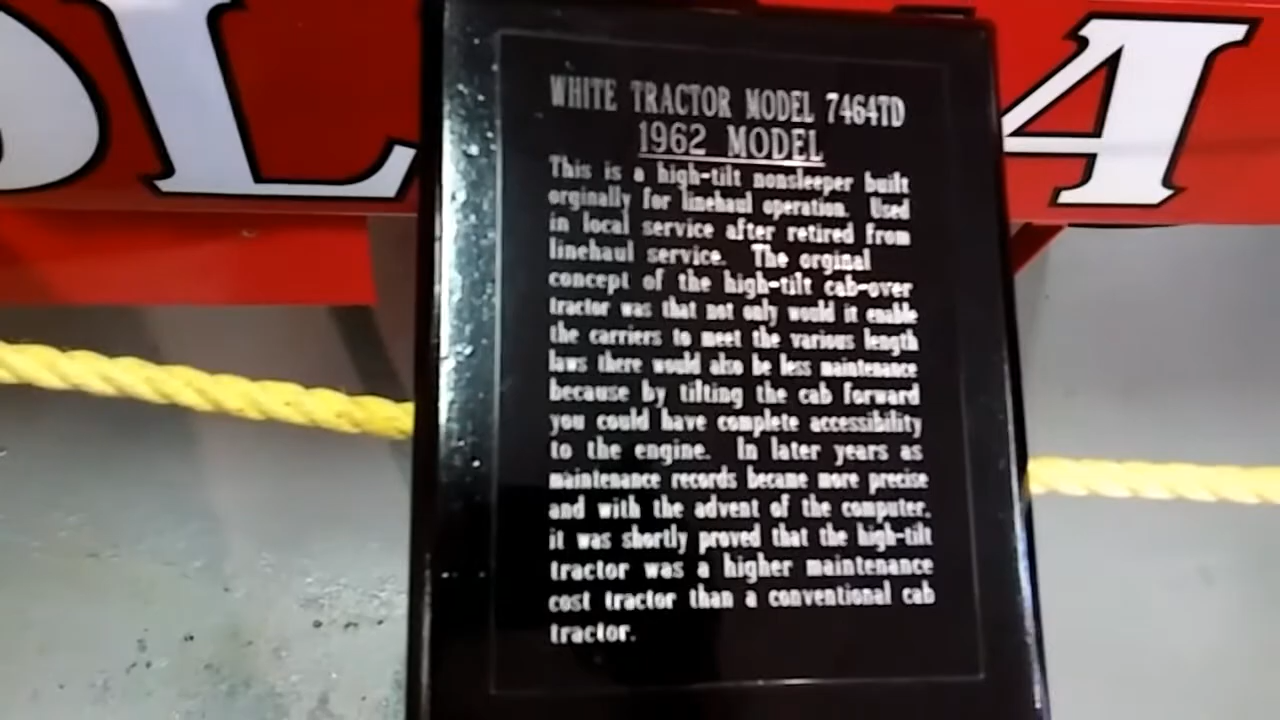 OL
4
WHITE TRACTOR MODEL 7464TD
1962 MODEL
This is a high-tilt nonsleeper built
orginally for linehaul operation. Used
in local service after retired from
linehaul service. The orginal
concept of the high-tilt cab-over
tractor was that not only would it enable
the carriers to meet the various length
laws there would also be less maintenance
because by tilting the cab forward
you could have complete accessibility
to the engine. In later years as
maintenance records became more precise
and with the advent of the computer,
it was shortly proved that the high-tilt
tractor was a higher maintenance
cost tractor than a conventional cab
tractor.